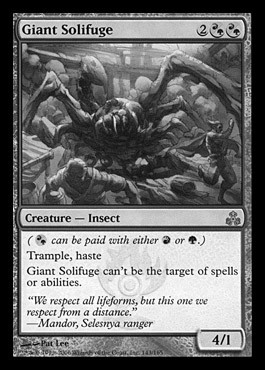 Giant Solifuge 2
Creature — Insect
( can be paid with either or .)
Trample, haste
Giant Solifuge can't be the target of spells
or abilities.
"We respect all lifeforms, but this one we
respect from a distance."
—Mandor, Selesnya ranger
Pat Lee
4/1